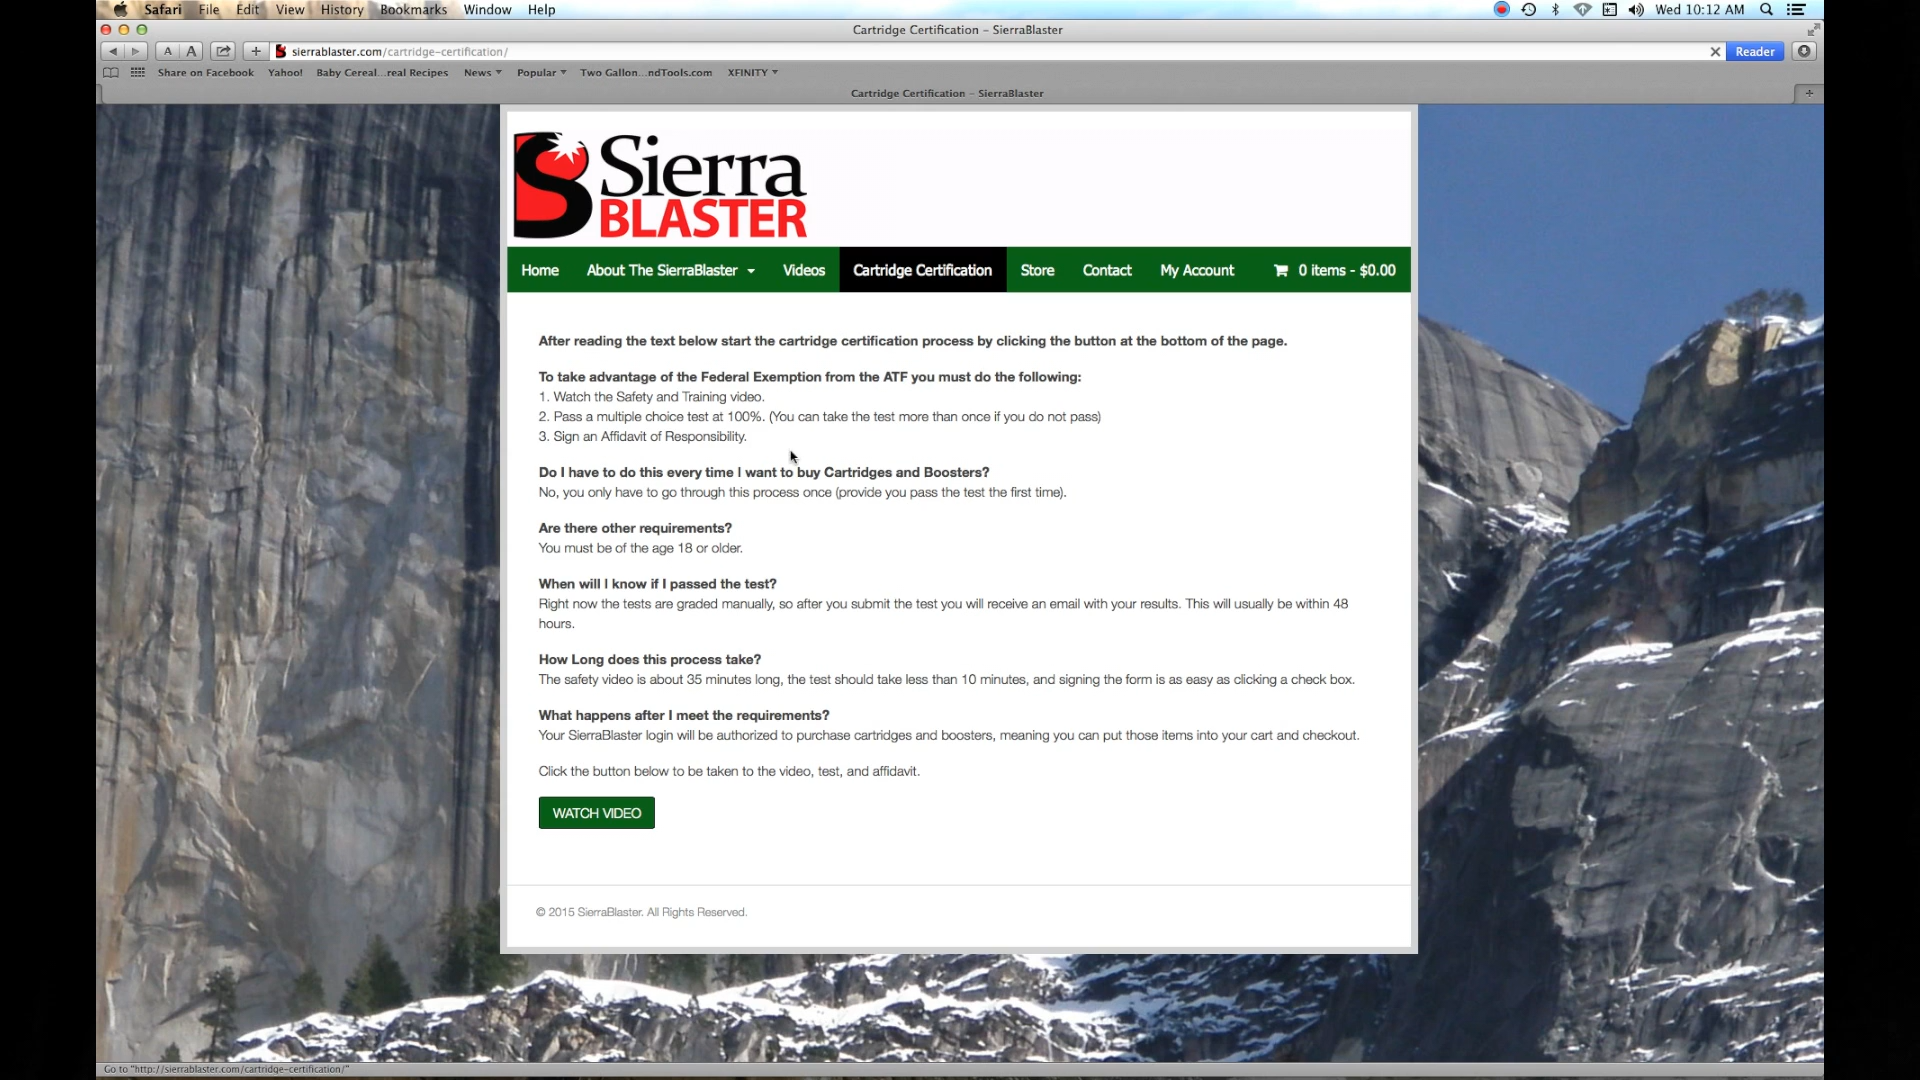 Safari File Edit View History Bookmarks Window Help Wed 10:12 AM
Cartridge Certification – SierraBlaster
A A sierrablaster.com/cartridge-certification/ Reader
Share on Facebook Yahoo! Baby Cereal...real Recipes News Popular Two Gallon...ndTools.com XFINITY
Cartridge Certification – SierraBlaster
Sierra
BLASTER
Home About The SierraBlaster Videos Cartridge Certification Store Contact My Account 0 items - $0.00
After reading the text below start the cartridge certification process by clicking the button at the bottom of the page.
To take advantage of the Federal Exemption from the ATF you must do the following:
1. Watch the Safety and Training video.
2. Pass a multiple choice test at 100%. (You can take the test more than once if you do not pass)
3. Sign an Affidavit of Responsibility.
Do I have to do this every time I want to buy Cartridges and Boosters?
No, you only have to go through this process once (provide you pass the test the first time).
Are there other requirements?
You must be of the age 18 or older.
When will I know if I passed the test?
Right now the tests are graded manually, so after you submit the test you will receive an email with your results. This will usually be within 48
hours.
How Long does this process take?
The safety video is about 35 minutes long, the test should take less than 10 minutes, and signing the form is as easy as clicking a check box.
What happens after I meet the requirements?
Your SierraBlaster login will be authorized to purchase cartridges and boosters, meaning you can put those items into your cart and checkout.
Click the button below to be taken to the video, test, and affidavit.
WATCH VIDEO
© 2015 SierraBlaster. All Rights Reserved.
Go to "http://sierrablaster.com/cartridge-certification/"